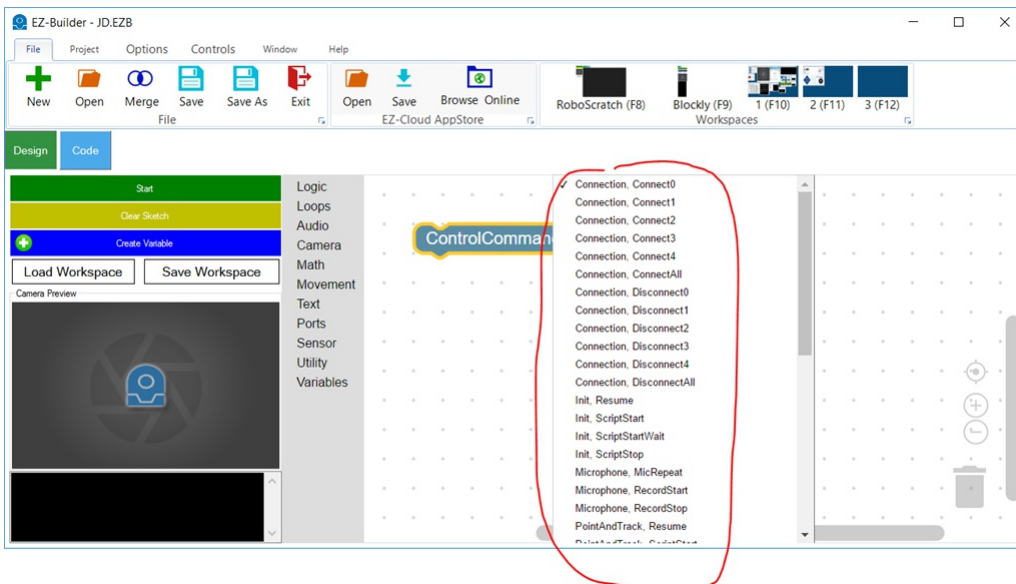 EZ-Builder - JD.EZB
File Project Options Controls Window Help
New Open Merge Save Save As Exit
File
Open Save Browse Online
EZ-Cloud AppStore
RoboScratch (F8) Blockly (F9) 1 (F10) 2 (F11) 3 (F12)
Workspaces
Design Code
Start
Clear Sketch
Create Variable
Load Workspace Save Workspace
Camera Preview
Logic
Loops
Audio
Camera
Math
Movement
Text
Ports
Sensor
Utility
Variables
ControlComman
✓ Connection, Connect0
Connection, Connect1
Connection, Connect2
Connection, Connect3
Connection, Connect4
Connection, ConnectAll
Connection, Disconnect0
Connection, Disconnect1
Connection, Disconnect2
Connection, Disconnect3
Connection, Disconnect4
Connection, DisconnectAll
Init, Resume
Init, ScriptStart
Init, ScriptStartWait
Init, ScriptStop
Microphone, MicRepeat
Microphone, RecordStart
Microphone, RecordStop
PointAndTrack, Resume
PointAndTrack, ScriptStart